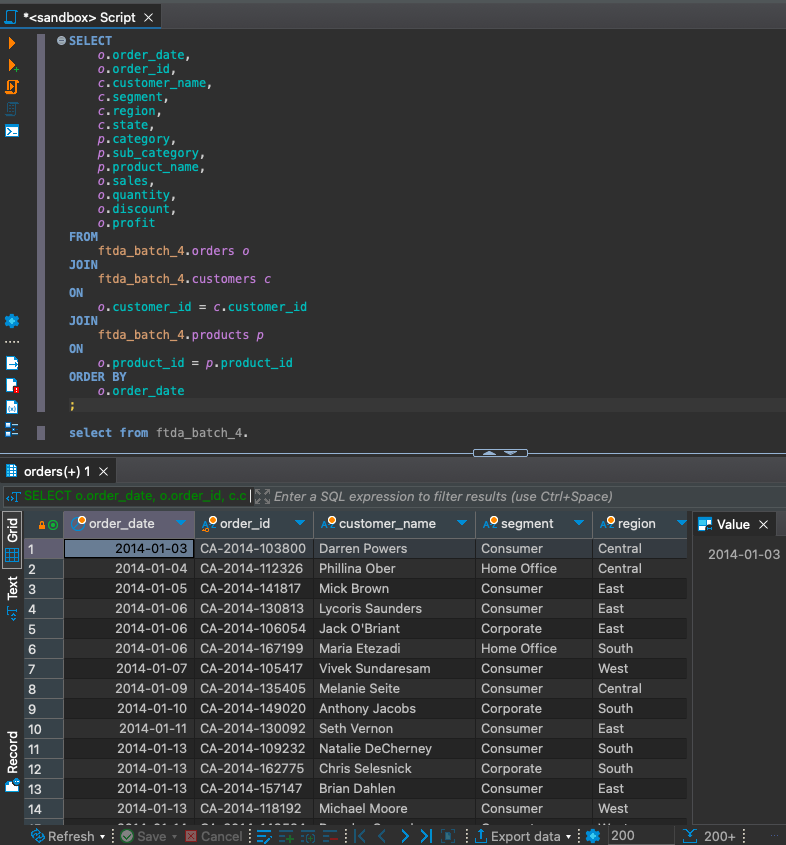 *<sandbox> Script
SELECT
o.order_date,
o.order_id,
c.customer_name,
c.segment,
c.region,
c.state,
p.category,
p.sub_category,
p.product_name,
o.sales,
o.quantity,
o.discount,
o.profit
FROM
ftda_batch_4.orders o
JOIN
ftda_batch_4.customers c
ON
o.customer_id = c.customer_id
JOIN
ftda_batch_4.products p
ON
o.product_id = p.product_id
ORDER BY
o.order_date
;
select from ftda_batch_4.
orders(+) 1
SELECT o.order_date, o.order_id, c.c Enter a SQL expression to filter results (use Ctrl+Space)
Grid
Text
Record
order_date order_id customer_name segment region
1 2014-01-03 CA-2014-103800 Darren Powers Consumer Central
2 2014-01-04 CA-2014-112326 Phillina Ober Home Office Central
3 2014-01-05 CA-2014-141817 Mick Brown Consumer East
4 2014-01-06 CA-2014-130813 Lycoris Saunders Consumer East
5 2014-01-06 CA-2014-106054 Jack O'Briant Corporate East
6 2014-01-06 CA-2014-167199 Maria Etezadi Home Office South
7 2014-01-07 CA-2014-105417 Vivek Sundaresam Consumer West
8 2014-01-09 CA-2014-135405 Melanie Seite Consumer Central
9 2014-01-10 CA-2014-149020 Anthony Jacobs Corporate South
10 2014-01-11 CA-2014-130092 Seth Vernon Consumer East
11 2014-01-13 CA-2014-109232 Natalie DeCherney Consumer South
12 2014-01-13 CA-2014-162775 Chris Selesnick Corporate South
13 2014-01-13 CA-2014-157147 Brian Dahlen Consumer East
14 2014-01-13 CA-2014-118192 Michael Moore Consumer West
Value
2014-01-03
Refresh Save Cancel Export data 200 200+